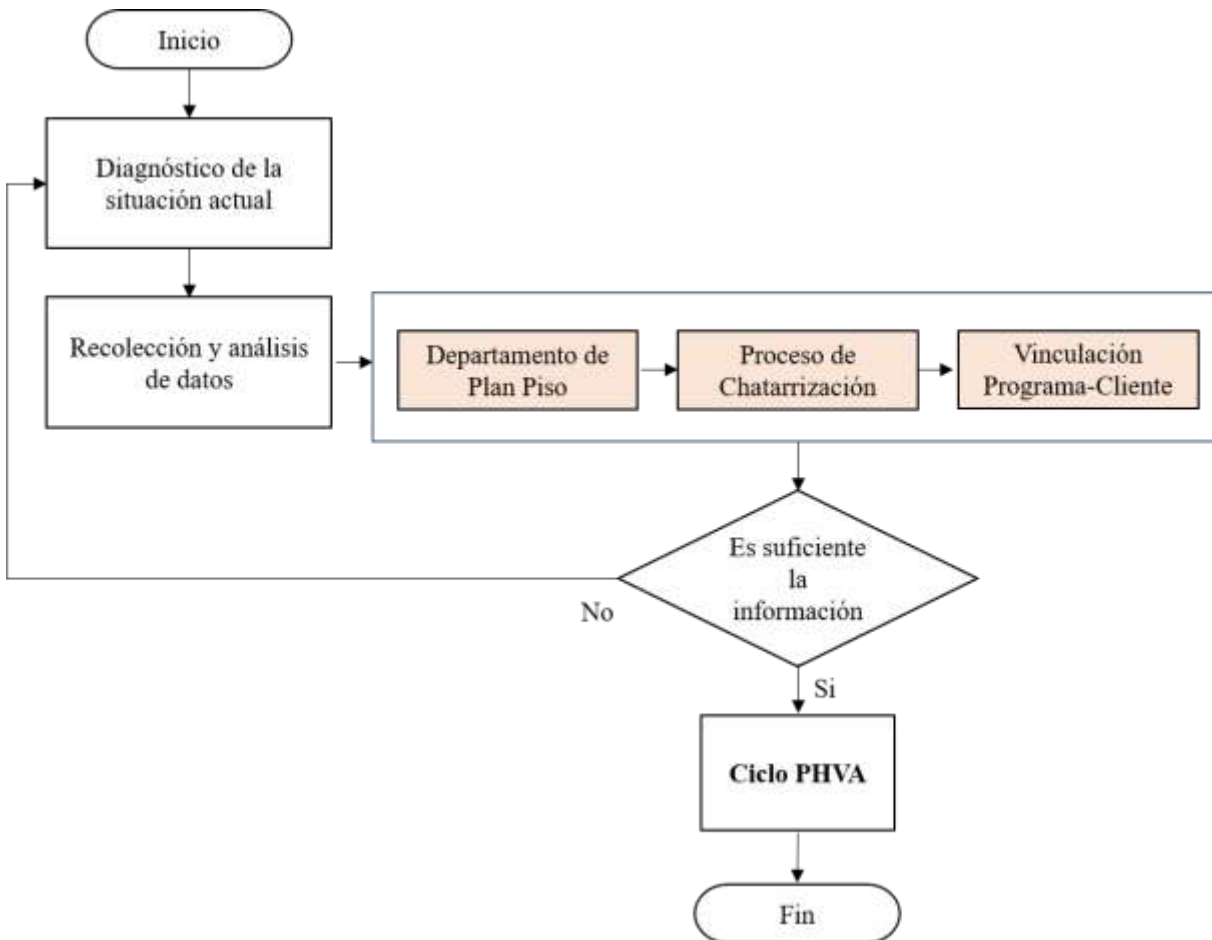 Inicio
Diagnóstico de la
situación actual
Recolección y análisis
de datos
Departamento de
Plan Piso
Proceso de
Chatarrización
Vinculación
Programa-Cliente
Es suficiente
la
información
No
Si
Ciclo PHVA
Fin